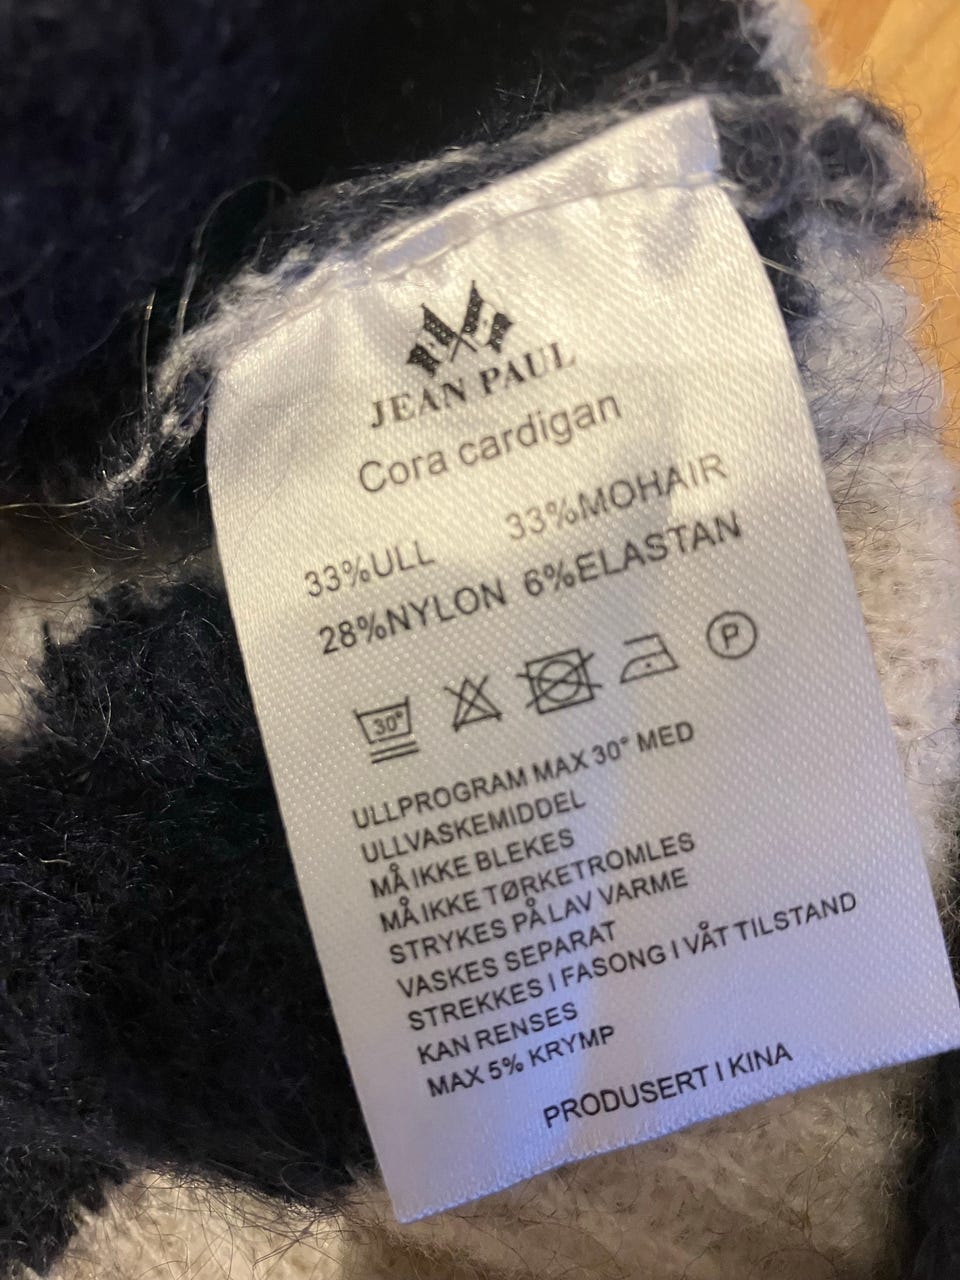 JEAN PAUL
Cora cardigan
33%ULL 33%MOHAIR
28%NYLON 6%ELASTAN
30° P
ULLPROGRAM MAX 30° MED
ULLVASKEMIDDEL
MÅ IKKE BLEKES
MÅ IKKE TØRKETROMLES
STRYKES PÅ LAV VARME
VASKES SEPARAT
STREKKES I FASONG I VÅT TILSTAND
KAN RENSES
MAX 5% KRYMP
PRODUSERT I KINA